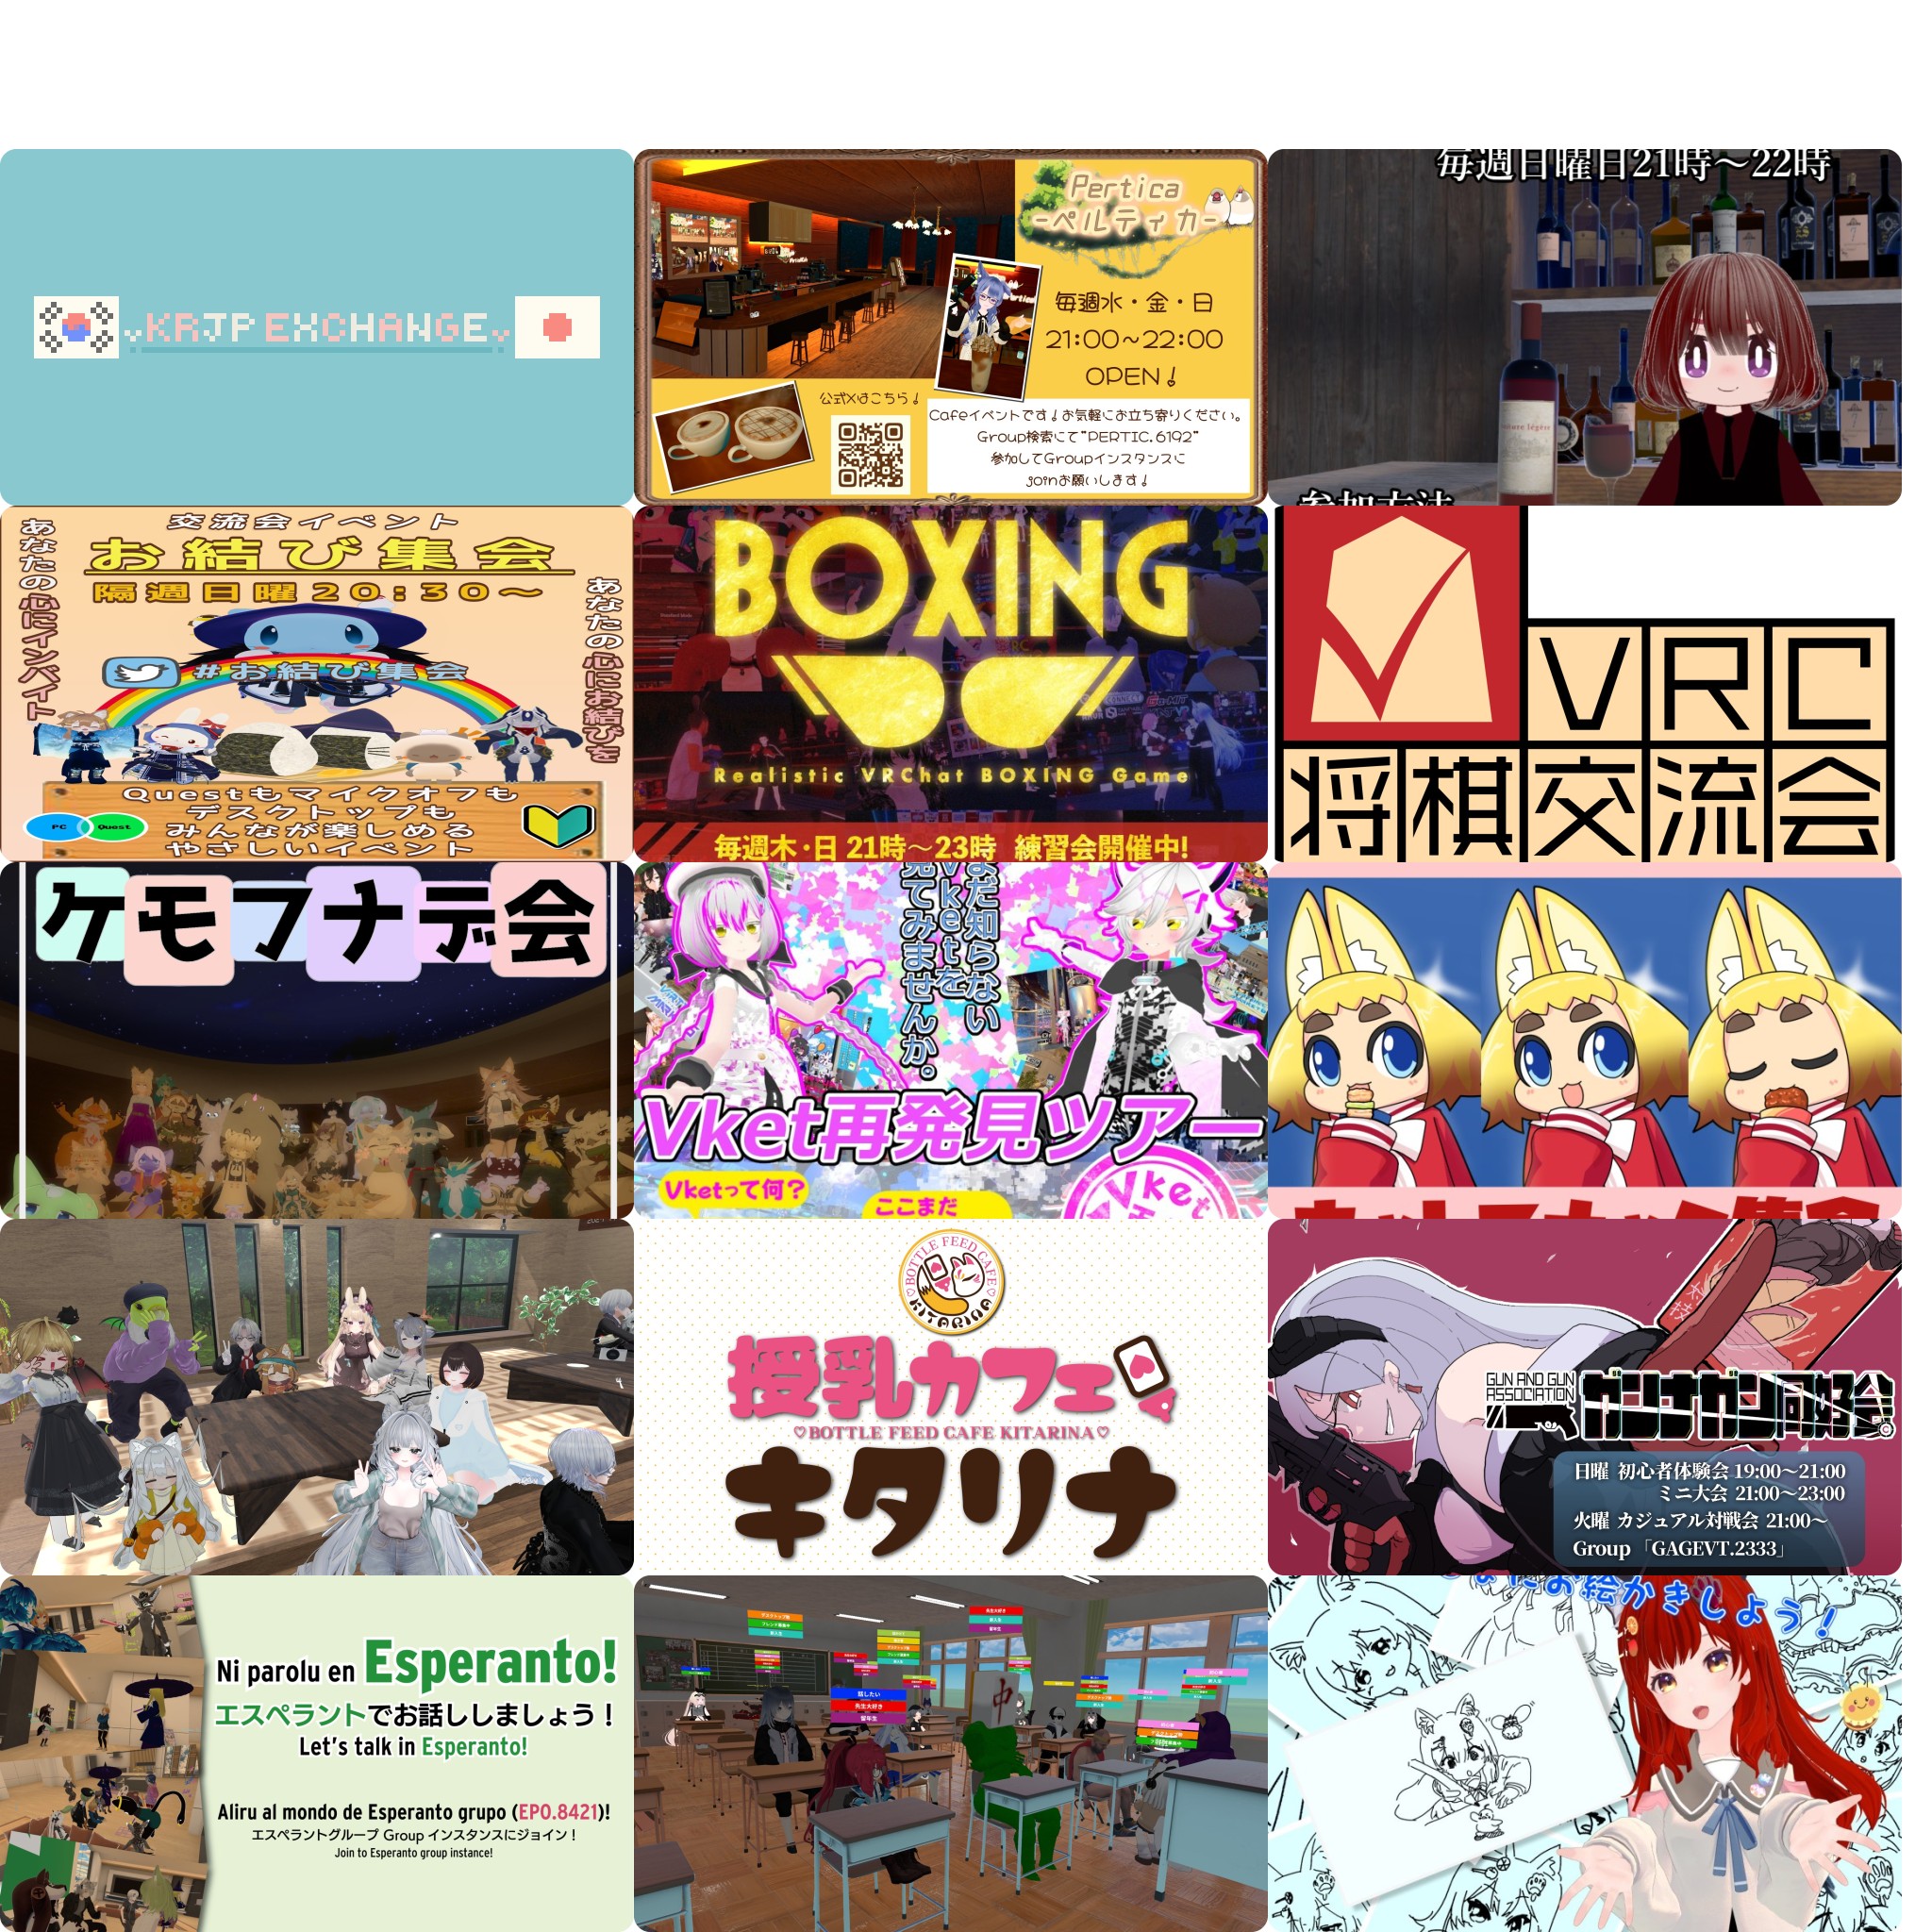 KRJP EXCHANGE
Pertica
-ペルティカ-
毎週水・金・日
21:00~22:00
OPEN!
公式Xはこちら!
Cafeイベントです!お気軽にお立ち寄りください。
Group検索にて"PERTIC.6192"
参加してGroupインスタンスに
joinお願いします!
毎週日曜日21時～22時
参加方法
交流会イベント
お結び集会
隔週日曜20:30～
あなたの心にインベイト
あなたの心にお結びを
#お結び集会
Questもマイクオフも
デスクトップも
みんなが楽しめる
やさしいイベント
PC Quest
BOXING
Realistic VRChat BOXING Game
毎週木・日 21時～23時 練習会開催中!
VRC
将棋交流会
ケモフナデ会
まだ知らない
Vketを
見てみませんか。
Vket再発見ツアー
Vketって何?
ここまだ
Vket
BOTTLE FEED CAFE
KITARINA
授乳カフェ
♡BOTTLE FEED CAFE KITARINA♡
キタリナ
GUN AND GUN
ASSOCIATION
ガンナガン同好会
日曜 初心者体験会 19:00～21:00
ミニ大会 21:00～23:00
火曜 カジュアル対戦会 21:00～
Group 「GAGEVT.2333」
Ni parolu en Esperanto!
エスペラントでお話ししましょう!
Let's talk in Esperanto!
Aliru al mondo de Esperanto grupo (EPO.8421)!
エスペラントグループ Group インスタンスにジョイン!
Join to Esperanto group instance!
話したい
先生大好き
留年生
中
お絵かきしよう!